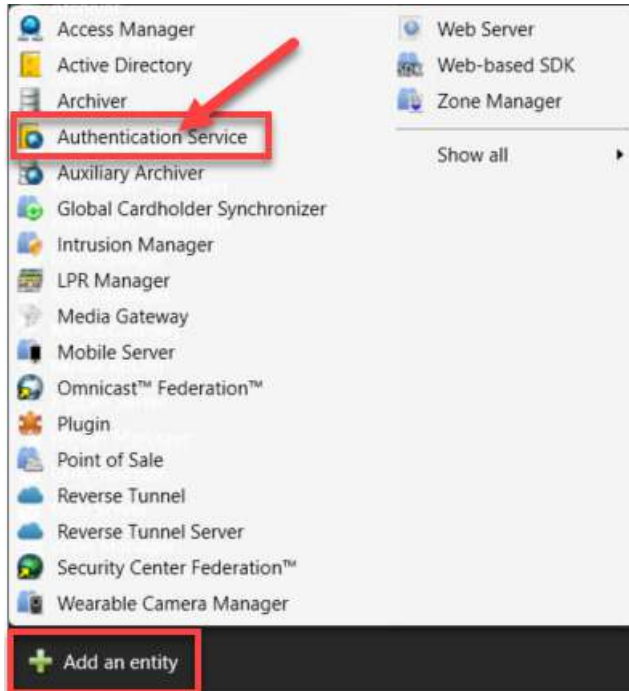 Access Manager
Active Directory
Archiver
Authentication Service
Auxiliary Archiver
Global Cardholder Synchronizer
Intrusion Manager
LPR Manager
Media Gateway
Mobile Server
Omnicast™ Federation™
Plugin
Point of Sale
Reverse Tunnel
Reverse Tunnel Server
Security Center Federation™
Wearable Camera Manager
Web Server
Web-based SDK
Zone Manager
Show all
Add an entity